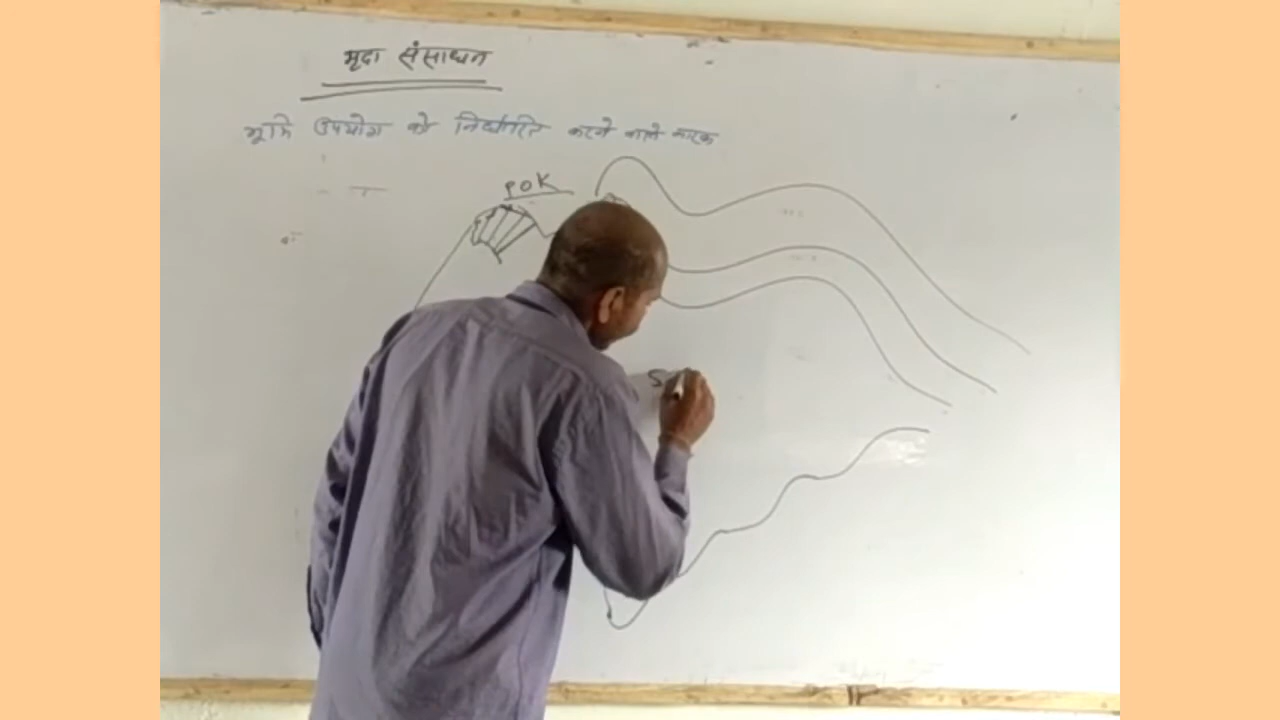 मृदा संसाधन
भूमि उपयोग को निर्धारित करने वाले कारक
POK
S